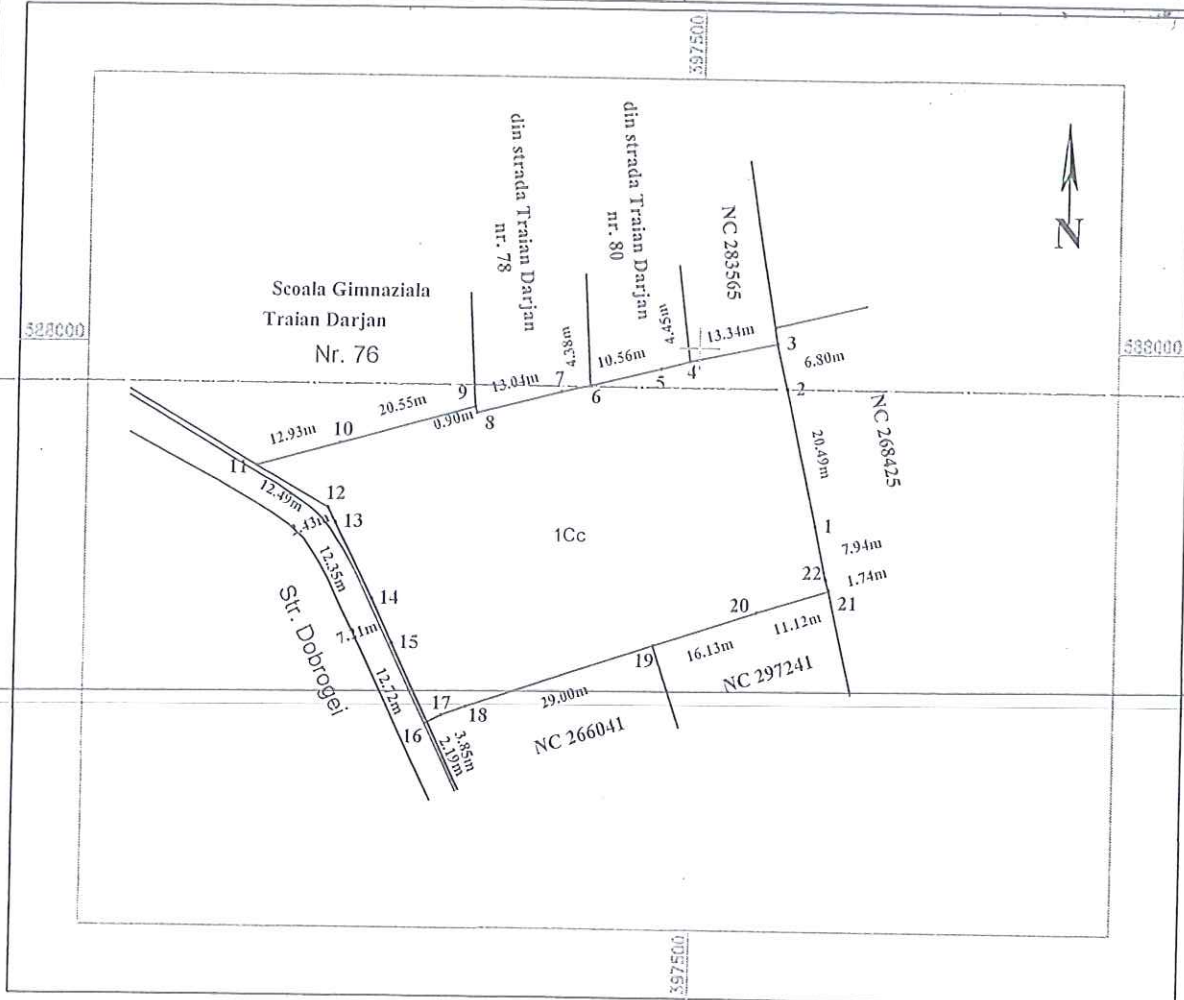 397500
din strada Traian Darjan
nr. 78
din strada Traian Darjan
nr. 80
NC 283565
N
Scoala Gimnaziala
Traian Darjan
Nr. 76
588000
4.38m
4.45m
13.34m
10.56m
3
6.80m
4
5
13.04m
7
6
2
9
20.55m
0.90m
8
12.93m
10
11
NC 268425
20.49m
12.49m
12
13
1Cc
1
7.94m
12.35m
22
1.74m
21
14
20
11.12m
Str. Dobrogei
7.21m
15
19
16.13m
NC 297241
12.72m
17
18
29.00m
16
3.85m
2.19m
NC 266041
397500